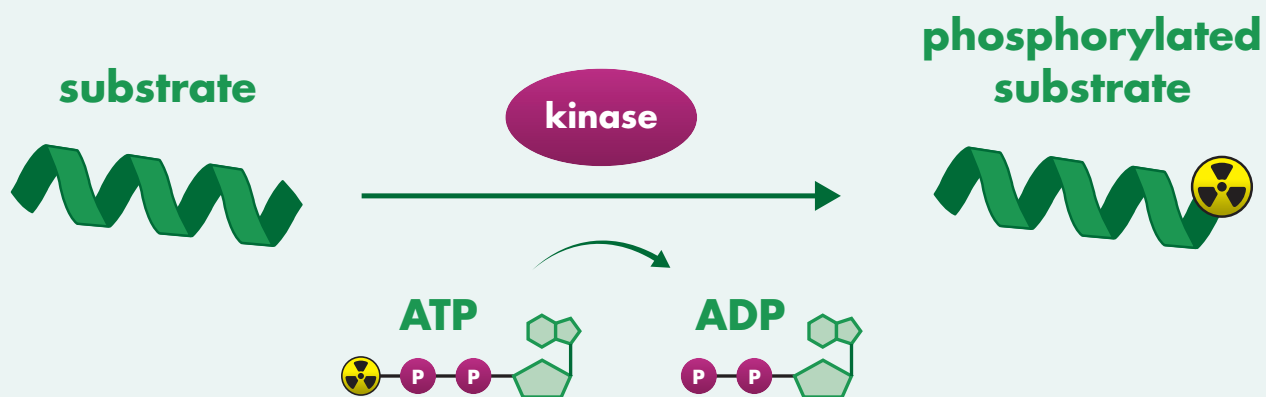 substrate
kinase
phosphorylated
substrate
ATP
P P
ADP
P P